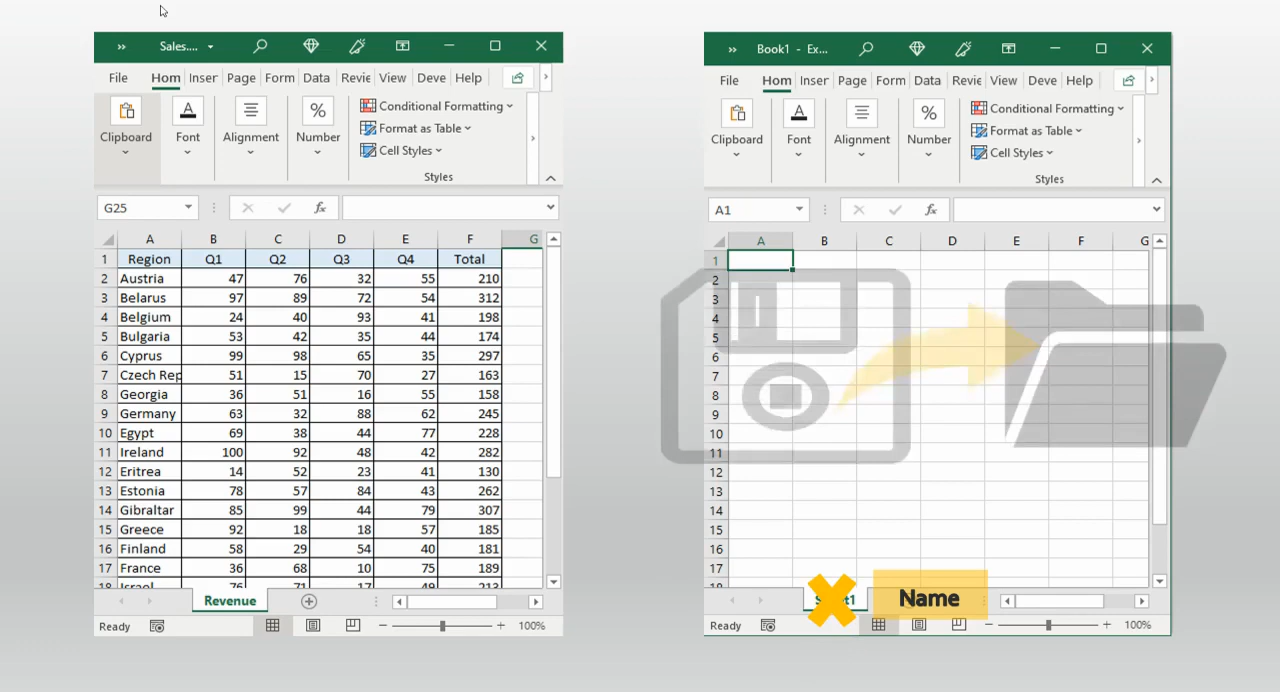 Sales....
File Hom Inser Page Form Data Revie View Deve Help
Clipboard Font Alignment Number
Conditional Formatting
Format as Table
Cell Styles
Styles
G25 fx
A B C D E F G
1 Region Q1 Q2 Q3 Q4 Total
2 Austria 47 76 32 55 210
3 Belarus 97 89 72 54 312
4 Belgium 24 40 93 41 198
5 Bulgaria 53 42 35 44 174
6 Cyprus 99 98 65 35 297
7 Czech Rep 51 15 70 27 163
8 Georgia 36 51 16 55 158
9 Germany 63 32 88 62 245
10 Egypt 69 38 44 77 228
11 Ireland 100 92 48 42 282
12 Eritrea 14 52 23 41 130
13 Estonia 78 57 84 43 262
14 Gibraltar 85 99 44 79 307
15 Greece 92 18 18 57 185
16 Finland 58 29 54 40 181
17 France 36 68 10 75 189
18 Israel 76 71 17 49 213
Revenue
Ready 100%
Book1 - Ex...
File Hom Inser Page Form Data Revie View Deve Help
Clipboard Font Alignment Number
Conditional Formatting
Format as Table
Cell Styles
Styles
A1 fx
A B C D E F G
1
2
3
4
5
6
7
8
9
10
11
12
13
14
15
16
17
18
Name
Ready 100%